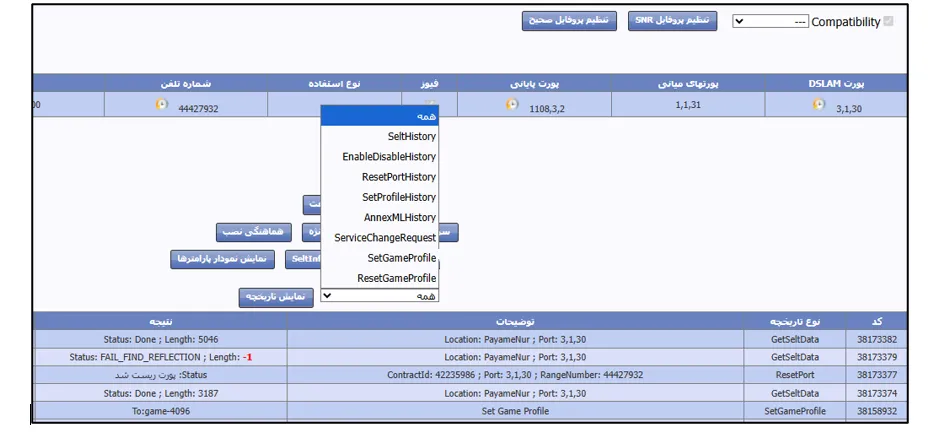 تنظیم پروفایل صحیح تنظیم پروفایل SNR --- Compatibility
پورت DSLAM پورتهای میانی پورت پایانی فیوز نوع استفاده شماره تلفن
3,1,30 1,1,31 1108,3,2 44427932 00
همه
SeltHistory
EnableDisableHistory
ResetPortHistory
SetProfileHistory
AnnexMLHistory
ServiceChangeRequest
SetGameProfile
ResetGameProfile
هماهنگی نصب
نمایش نمودار پارامترها
همه نمایش تاریخچه
کد نوع تاریخچه توضیحات نتیجه
38173382 GetSeltData Location: PayameNur ; Port: 3,1,30 Status: Done ; Length: 5046
38173379 GetSeltData Location: PayameNur ; Port: 3,1,30 Status: FAIL_FIND_REFLECTION ; Length: -1
38173377 ResetPort ContractId: 42235986 ; Port: 3,1,30 ; RangeNumber: 44427932 Status: پورت ریست شد
38173374 GetSeltData Location: PayameNur ; Port: 3,1,30 Status: Done ; Length: 3187
38158932 SetGameProfile Set Game Profile To:game-4096